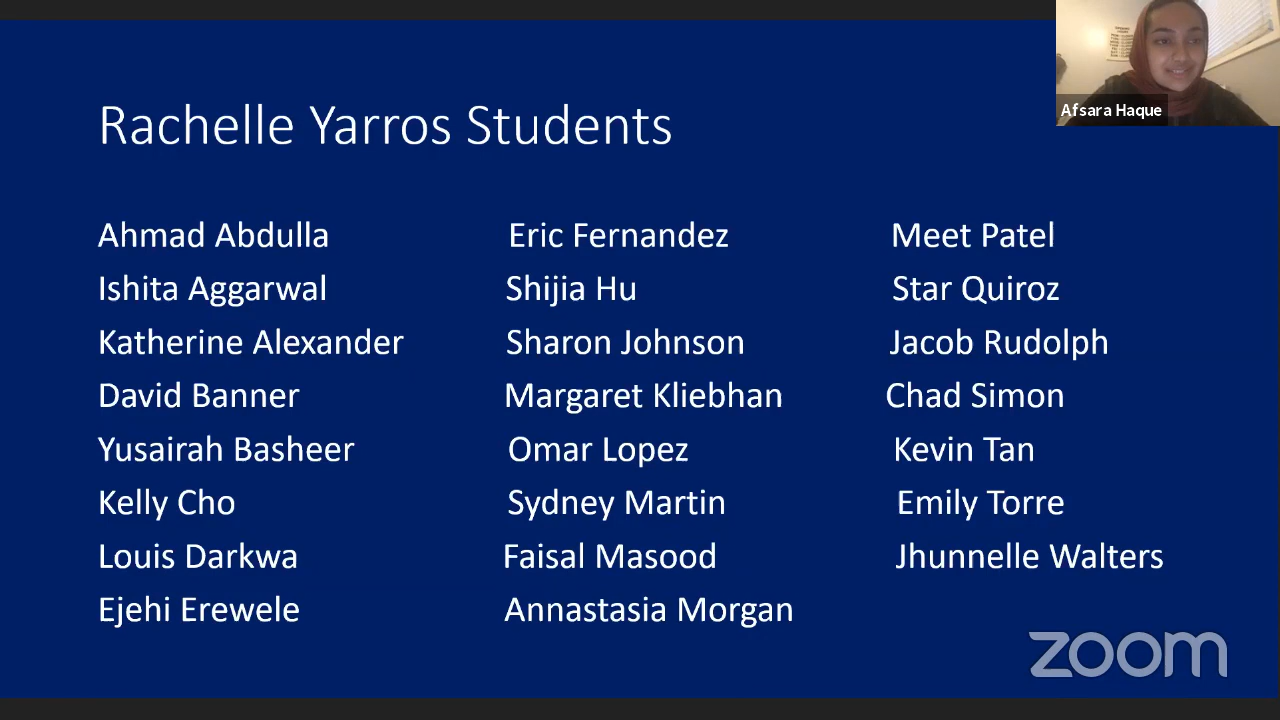 Rachelle Yarros Students
Afsara Haque
Ahmad Abdulla Eric Fernandez Meet Patel
Ishita Aggarwal Shijia Hu Star Quiroz
Katherine Alexander Sharon Johnson Jacob Rudolph
David Banner Margaret Kliebhan Chad Simon
Yusairah Basheer Omar Lopez Kevin Tan
Kelly Cho Sydney Martin Emily Torre
Louis Darkwa Faisal Masood Jhunnelle Walters
Ejehi Erewele Annastasia Morgan
zoom